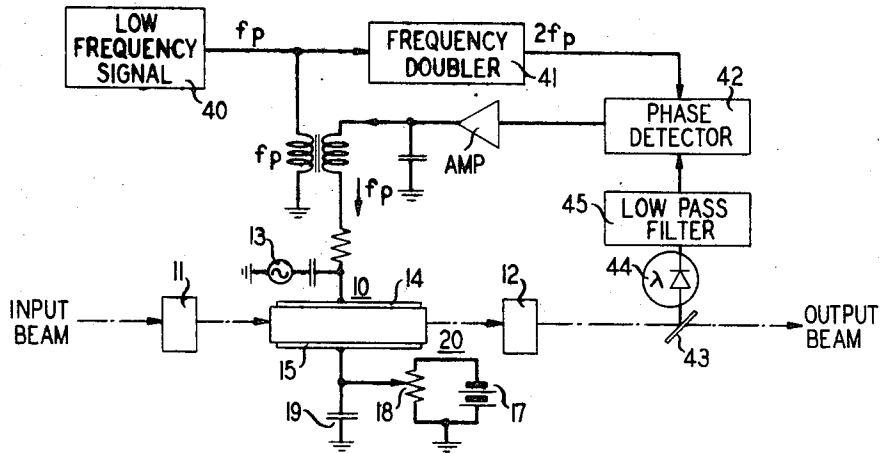 LOW
FREQUENCY
SIGNAL
40
fp
FREQUENCY
DOUBLER
41
2fp
42
PHASE
DETECTOR
AMP
fp
fp
45
LOW PASS
FILTER
44
λ
13
11
10
14
12
INPUT
BEAM
OUTPUT
BEAM
43
15
20
19
18
17